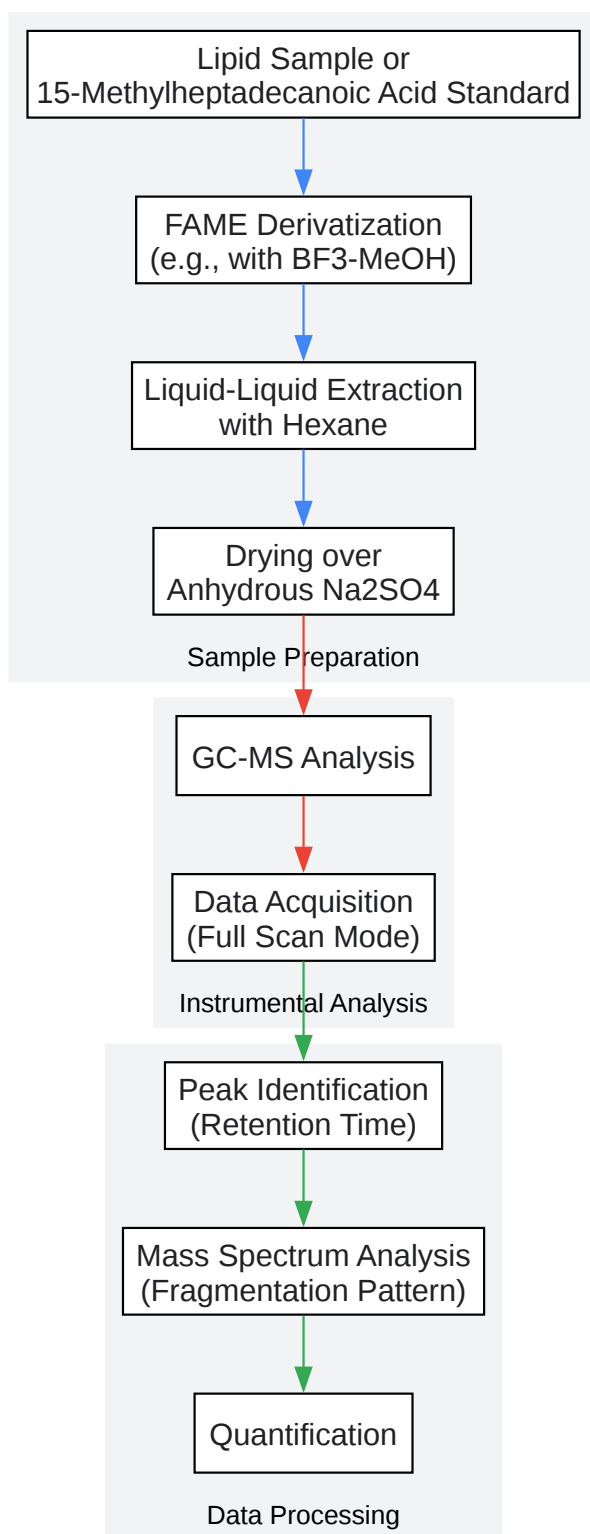 Lipid Sample or
15-Methylheptadecanoic Acid Standard
FAME Derivatization
(e.g., with BF3-MeOH)
Liquid-Liquid Extraction
with Hexane
Drying over
Anhydrous Na2SO4
Sample Preparation
GC-MS Analysis
Data Acquisition
(Full Scan Mode)
Instrumental Analysis
Peak Identification
(Retention Time)
Mass Spectrum Analysis
(Fragmentation Pattern)
Quantification
Data Processing